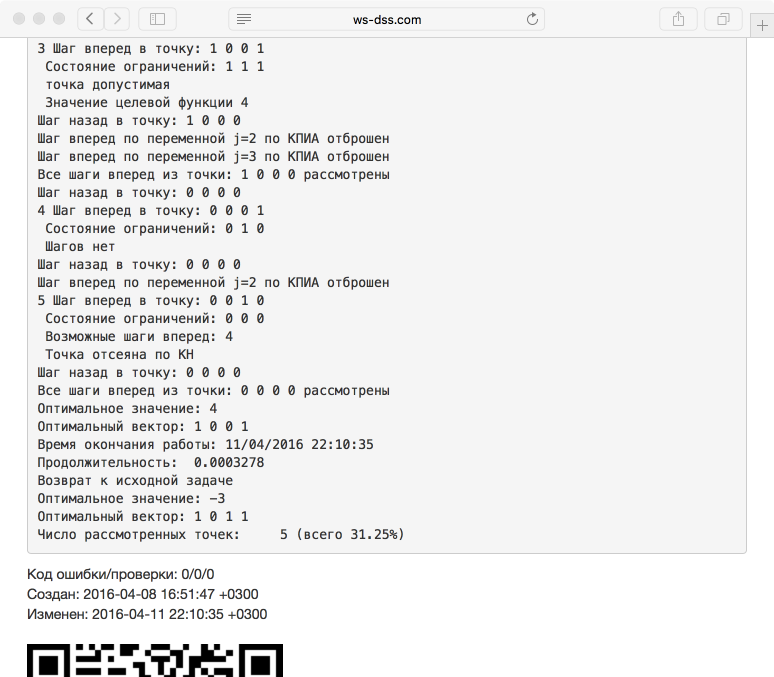 ws-dss.com
3 Шаг вперед в точку: 1 0 0 1
Состояние ограничений: 1 1 1
точка допустимая
Значение целевой функции 4
Шаг назад в точку: 1 0 0 0
Шаг вперед по переменной j=2 по КПИА отброшен
Шаг вперед по переменной j=3 по КПИА отброшен
Все шаги вперед из точки: 1 0 0 0 рассмотрены
Шаг назад в точку: 0 0 0 0
4 Шаг вперед в точку: 0 0 0 1
Состояние ограничений: 0 1 0
Шагов нет
Шаг назад в точку: 0 0 0 0
Шаг вперед по переменной j=2 по КПИА отброшен
5 Шаг вперед в точку: 0 0 1 0
Состояние ограничений: 0 0 0
Возможные шаги вперед: 4
Точка отсеяна по КН
Шаг назад в точку: 0 0 0 0
Все шаги вперед из точки: 0 0 0 0 рассмотрены
Оптимальное значение: 4
Оптимальный вектор: 1 0 0 1
Время окончания работы: 11/04/2016 22:10:35
Продолжительность: 0.0003278
Возврат к исходной задаче
Оптимальное значение: -3
Оптимальный вектор: 1 0 1 1
Число рассмотренных точек: 5 (всего 31.25%)
Код ошибки/проверки: 0/0/0
Создан: 2016-04-08 16:51:47 +0300
Изменен: 2016-04-11 22:10:35 +0300